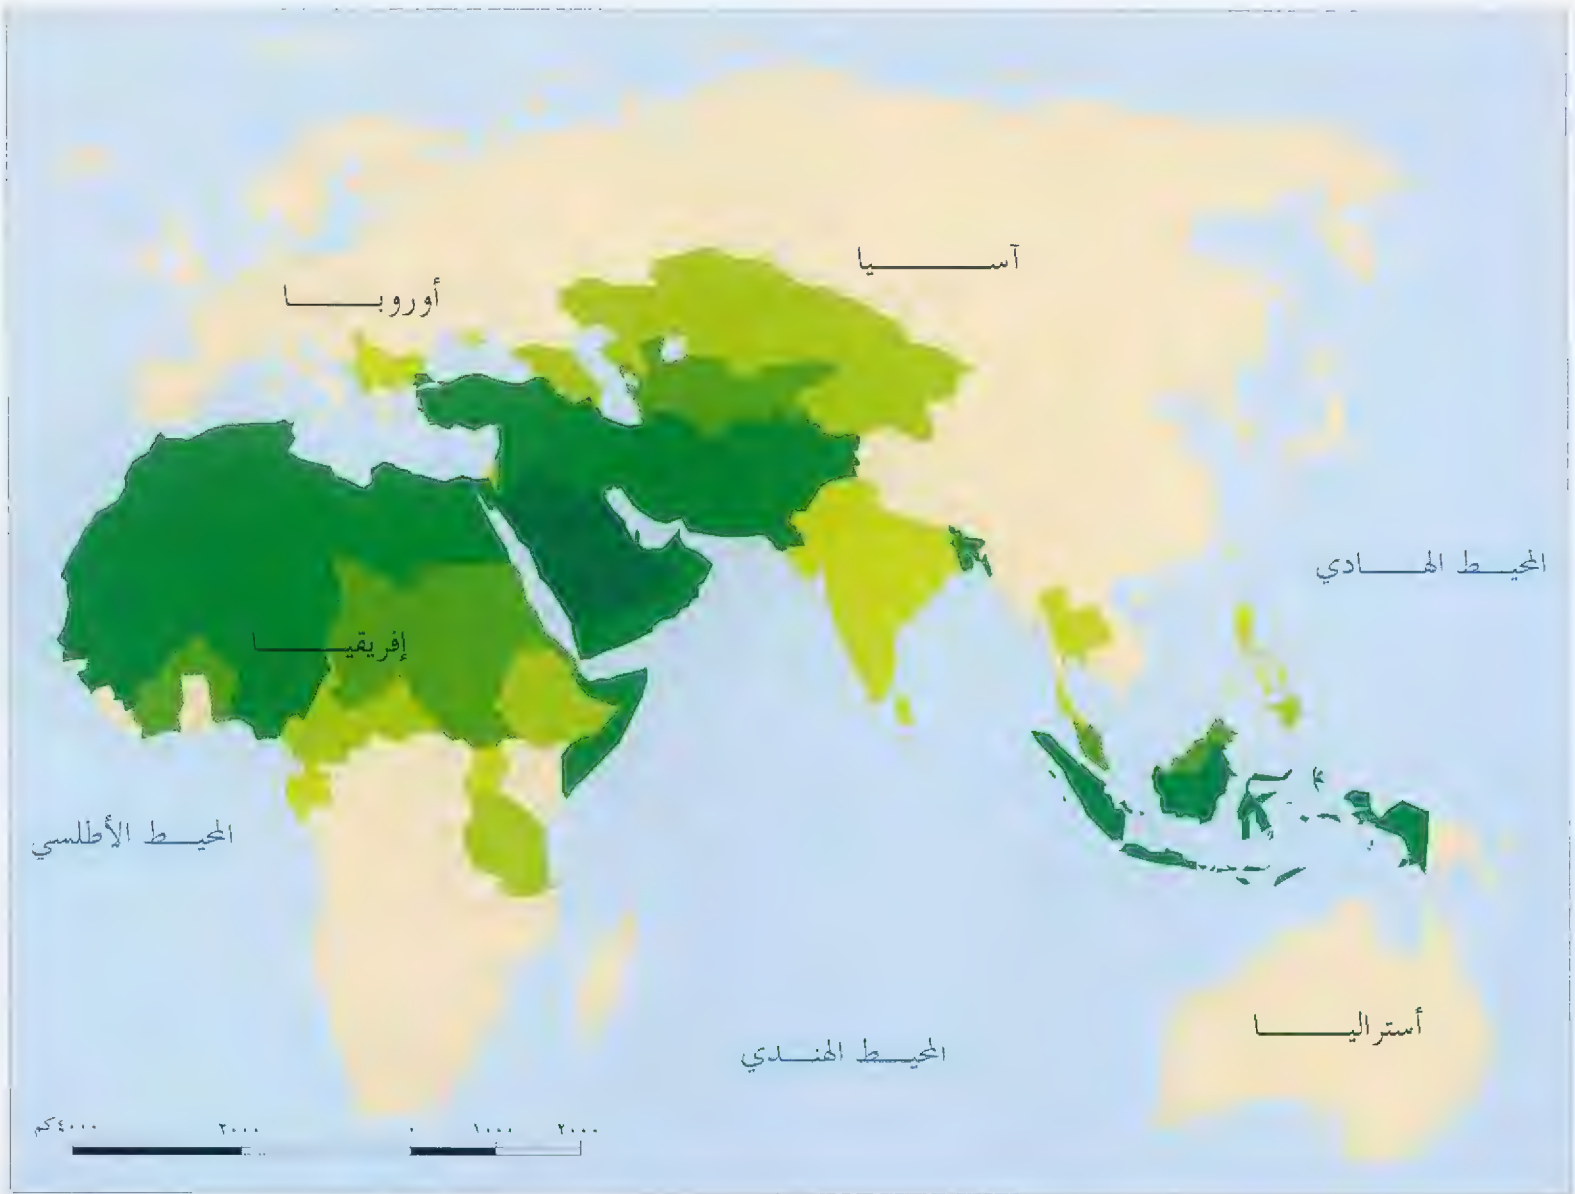 آسيا
أوروبا
المحيط الهادي
إفريقيا
المحيط الأطلسي
أستراليا
المحيط الهندي
٤٠٠٠كم ٢٠٠٠ ٠ ١٠٠٠ ٢٠٠٠